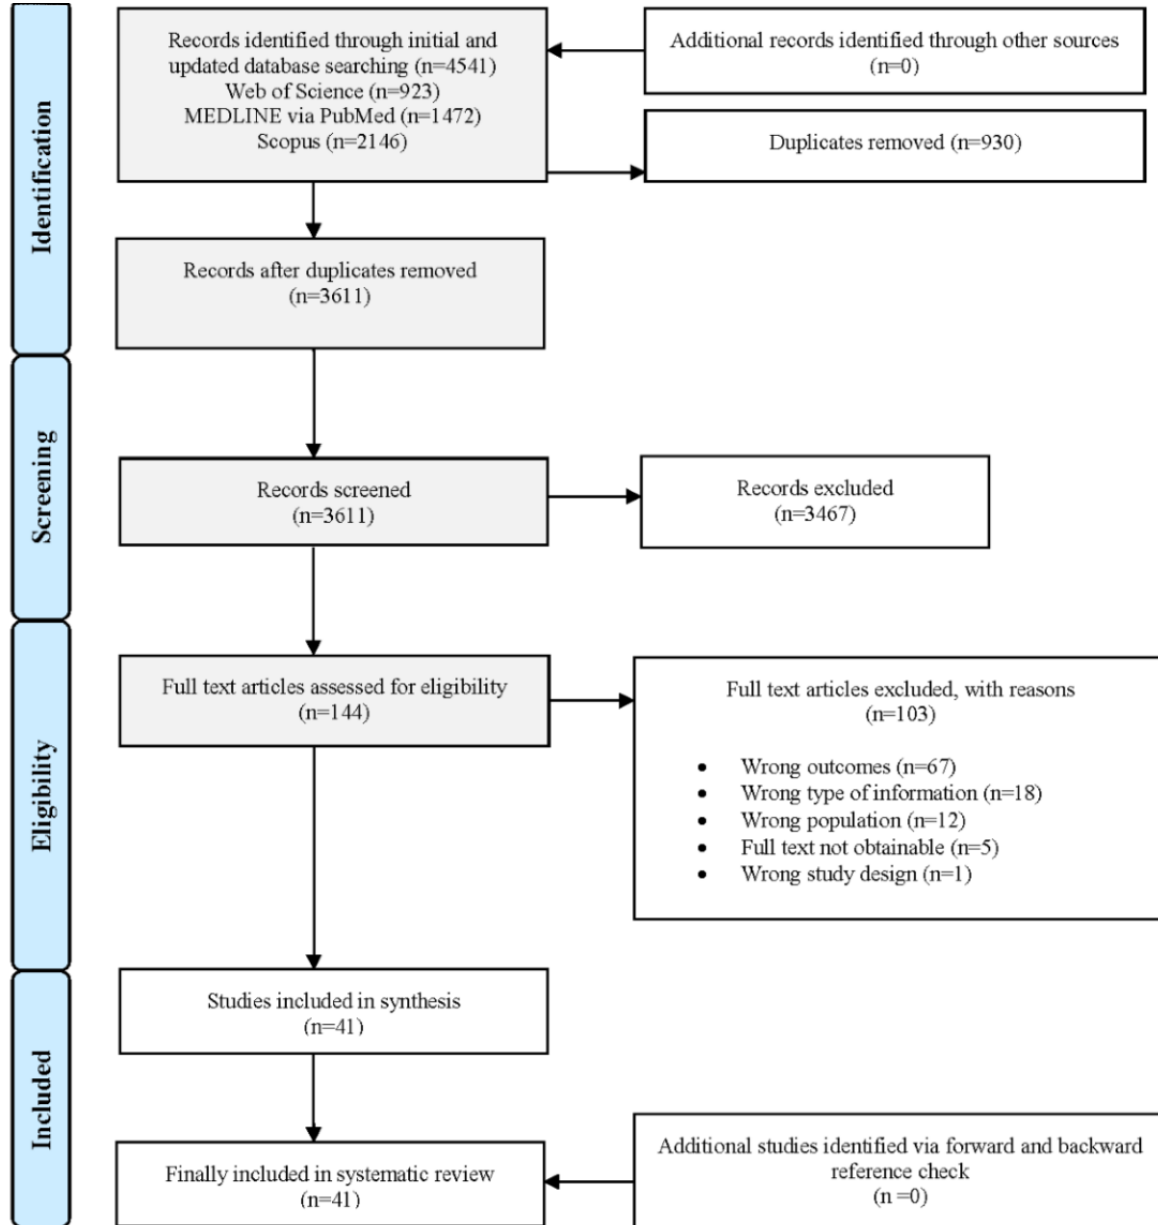 Identification
Records identified through initial and
updated database searching (n=4541)
Web of Science (n=923)
MEDLINE via PubMed (n=1472)
Scopus (n=2146)
Additional records identified through other sources
(n=0)
Duplicates removed (n=930)
Records after duplicates removed
(n=3611)
Screening
Records screened
(n=3611)
Records excluded
(n=3467)
Eligibility
Full text articles assessed for eligibility
(n=144)
Full text articles excluded, with reasons
(n=103)
• Wrong outcomes (n=67)
• Wrong type of information (n=18)
• Wrong population (n=12)
• Full text not obtainable (n=5)
• Wrong study design (n=1)
Included
Studies included in synthesis
(n=41)
Finally included in systematic review
(n=41)
Additional studies identified via forward and backward
reference check
(n =0)